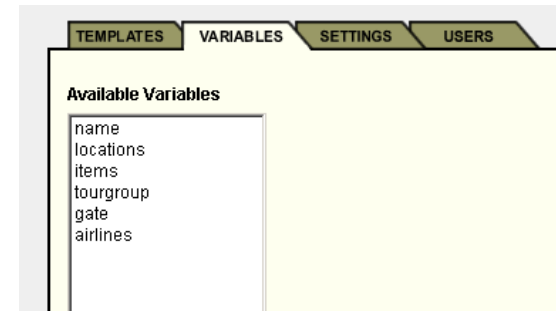 TEMPLATES VARIABLES SETTINGS USERS
Available Variables
name
locations
items
tourgroup
gate
airlines